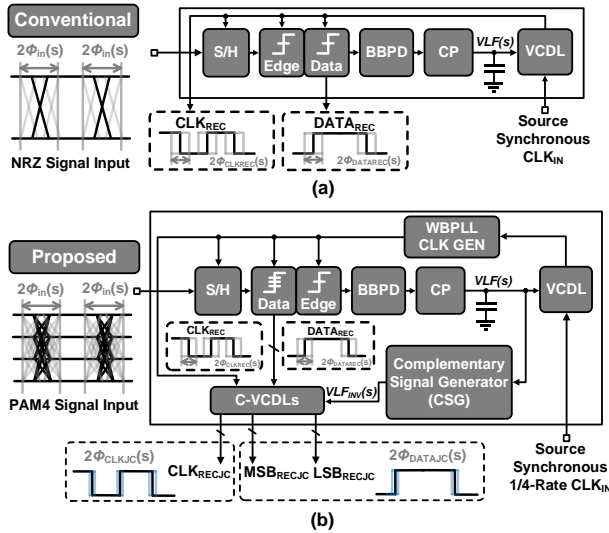 Conventional
2Φin(s) 2Φin(s)
NRZ Signal Input
S/H
Edge
Data
BBPD
CP
VLF(s)
VCDL
CLKREC
2ΦCLKREC(s)
DATAREC
2ΦDATAREC(s)
Source
Synchronous
CLKIN
(a)
Proposed
2Φin(s) 2Φin(s)
PAM4 Signal Input
WBPLL
CLK GEN
S/H
Data
Edge
BBPD
CP
VLF(s)
VCDL
CLKREC
2ΦCLKREC(s)
DATAREC
2ΦDATAREC(s)
C-VCDLs
VLFINV(s)
Complementary
Signal Generator
(CSG)
2ΦCLKJC(s)
CLKRECJC
MSBRECJC
LSBRECJC
2ΦDATAJC(s)
Source
Synchronous
1/4-Rate CLKIN
(b)